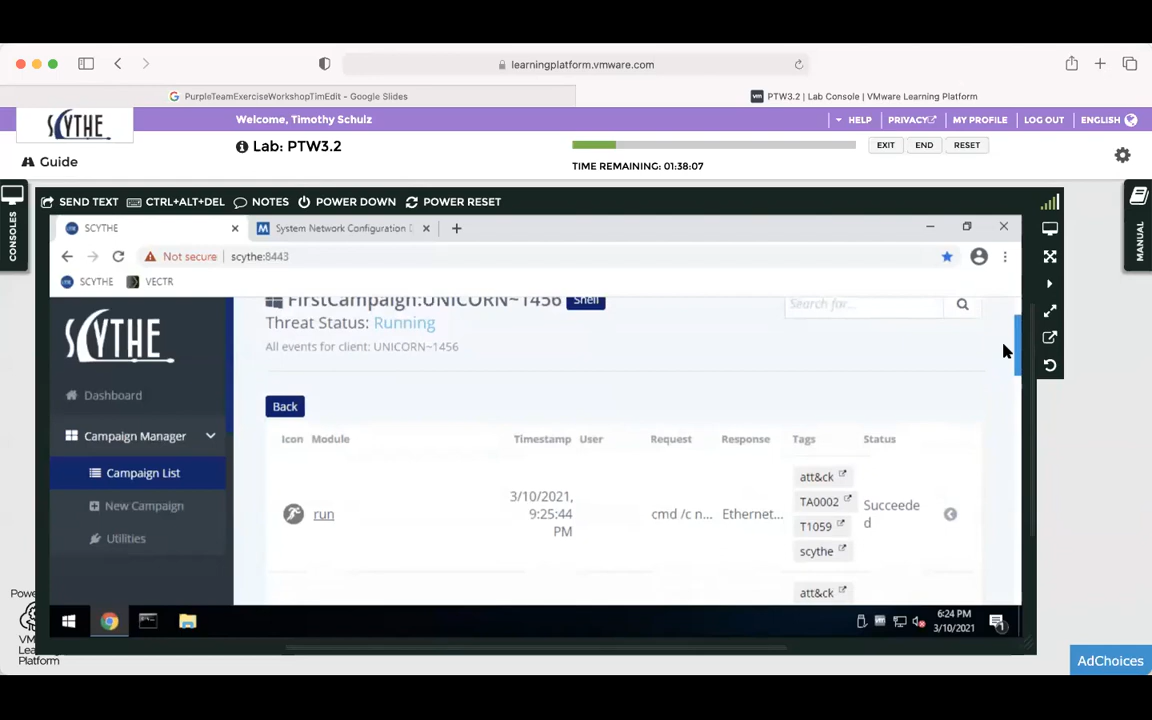 learningplatform.vmware.com
PurpleTeamExerciseWorkshopTimEdit - Google Slides
vm PTW3.2 | Lab Console | VMware Learning Platform
SCYTHE
Welcome, Timothy Schulz
HELP
PRIVACY
MY PROFILE
LOG OUT
ENGLISH
Guide
Lab: PTW3.2
EXIT
END
RESET
TIME REMAINING: 01:38:07
CONSOLES
MANUAL
SEND TEXT
CTRL+ALT+DEL
NOTES
POWER DOWN
POWER RESET
SCYTHE
M System Network Configuration
Not secure
scythe:8443
SCYTHE
VECTR
SCYTHE
Dashboard
Campaign Manager
Campaign List
New Campaign
Utilities
FirstCampaign:UNICORN~1456
Shell
Search for...
Threat Status: Running
All events for client: UNICORN~1456
Back
Icon Module Timestamp User Request Response Tags Status
run
3/10/2021,
9:25:44
PM
cmd /c n...
Ethernet...
att&ck
TA0002
T1059
scythe
Succeede
d
att&ck
6:24 PM
3/10/2021
1
VM
Platform
AdChoices